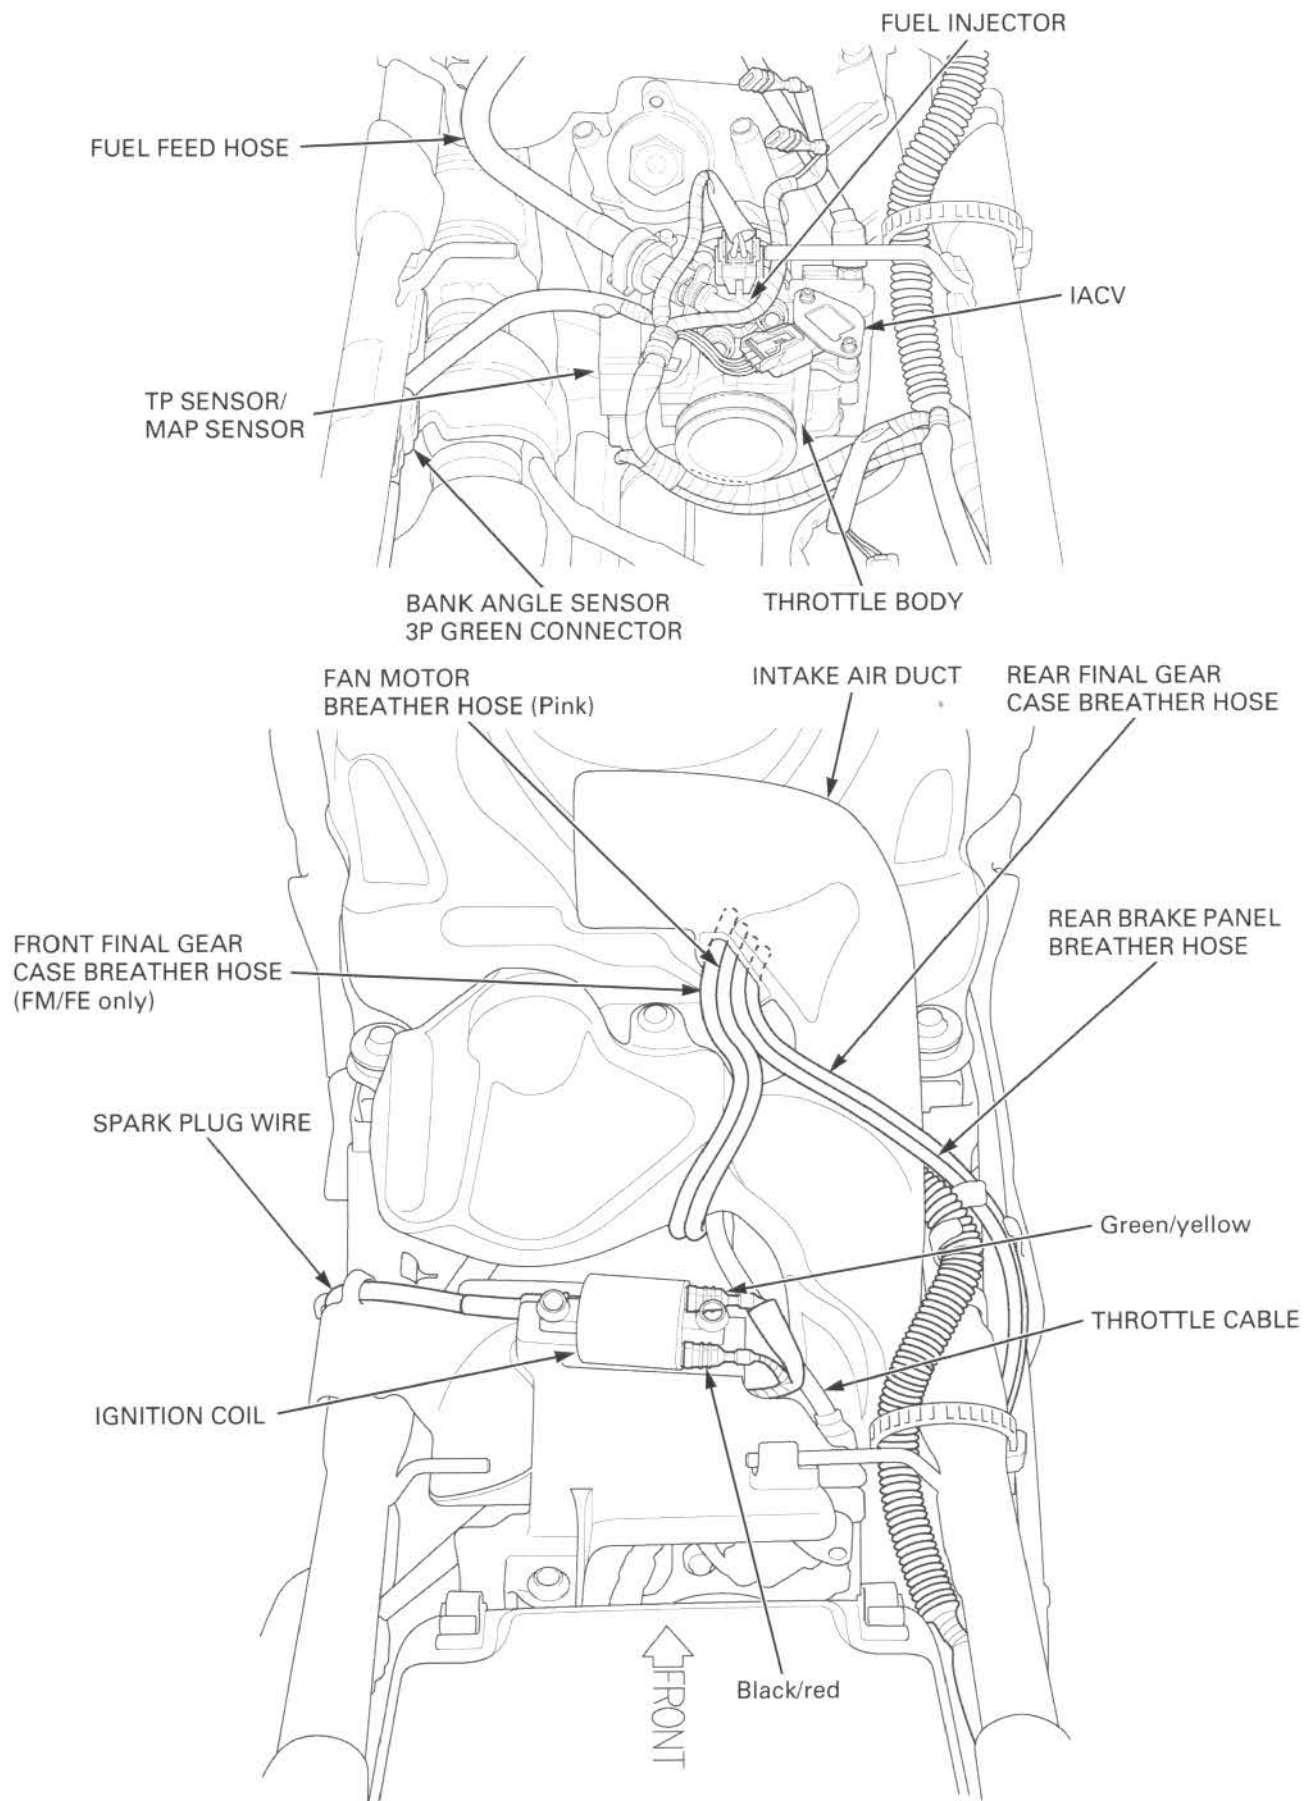 FUEL INJECTOR
FUEL FEED HOSE
IACV
TP SENSOR/
MAP SENSOR
BANK ANGLE SENSOR
3P GREEN CONNECTOR
THROTTLE BODY
FAN MOTOR
BREATHER HOSE (Pink)
INTAKE AIR DUCT
REAR FINAL GEAR
CASE BREATHER HOSE
REAR BRAKE PANEL
BREATHER HOSE
FRONT FINAL GEAR
CASE BREATHER HOSE
(FM/FE only)
SPARK PLUG WIRE
Green/yellow
THROTTLE CABLE
IGNITION COIL
Black/red
FRONT